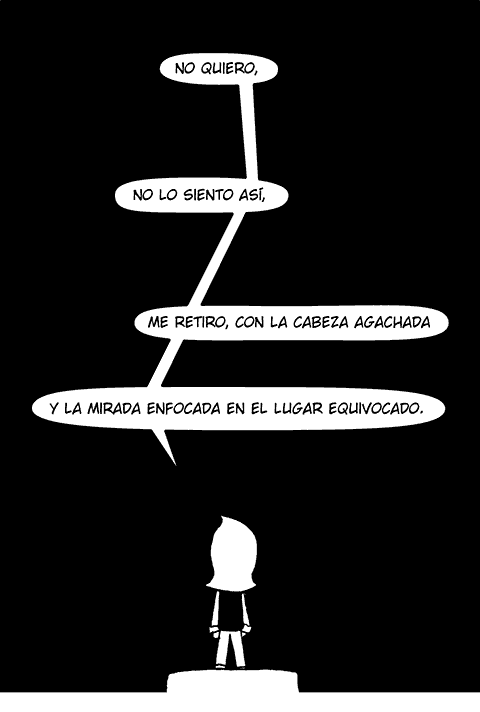 NO QUIERO,
NO LO SIENTO ASÍ,
ME RETIRO, CON LA CABEZA AGACHADA
Y LA MIRADA ENFOCADA EN EL LUGAR EQUIVOCADO.